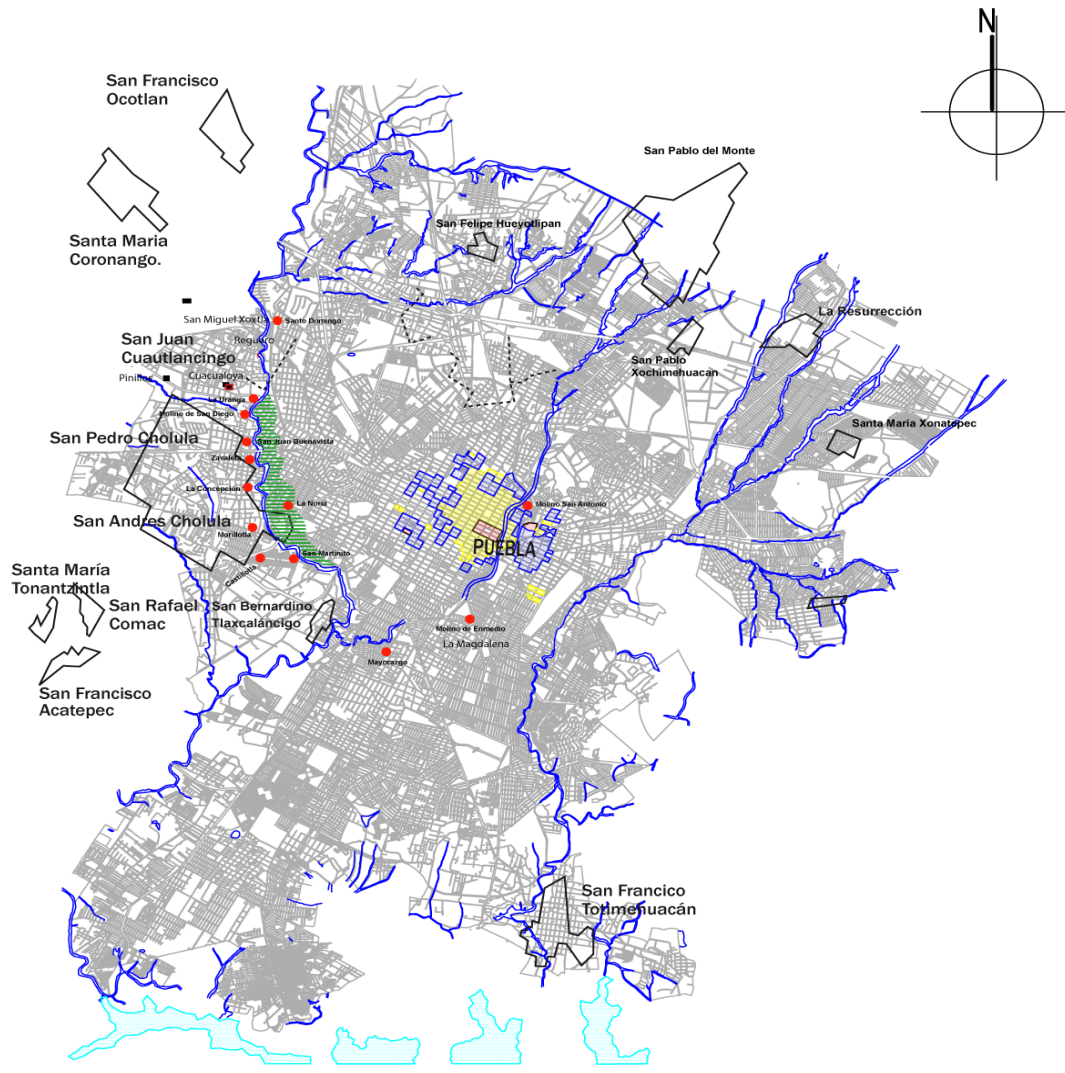 N
San Francisco
Ocotlan
San Pablo del Monte
San Felipe Hueyotlipan
Santa Maria
Coronango.
La Resurrección
San Miguel Xoxtla
Santo Domingo
Reguero
San Juan
Cuautlancingo
San Pablo
Xochimehuacan
Pinillos
Cuacualoya
La Uranga
Molino de San Diego
Santa María Xonatepec
San Pedro Cholula
San Juan Buenavista
Zavaleta
La Concepción
La Noria
Molino San Antonio
San Andres Cholula
Morillotla
PUEBLA
San Martinito
Castillotla
Santa María
Tonantzintla
San Rafael
Comac
San Bernardino
Tlaxcaláncigo
Molino de Enmedio
La Magdalena
Mayorazgo
San Francisco
Acatepec
San Francico
Totimehuacán